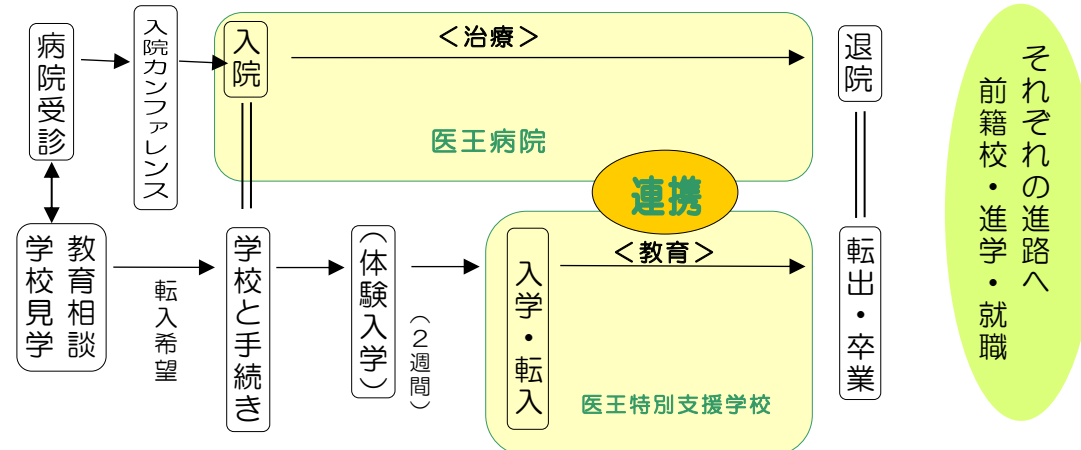 病院受診
入院カンファレンス
入院
＜治療＞
医王病院
退院
連携
教育相談
学校見学
転入希望
学校と手続き
（体験入学）
（２週間）
入学・転入
＜教育＞
医王特別支援学校
転出・卒業
それぞれの進路へ
前籍校・進学・就職